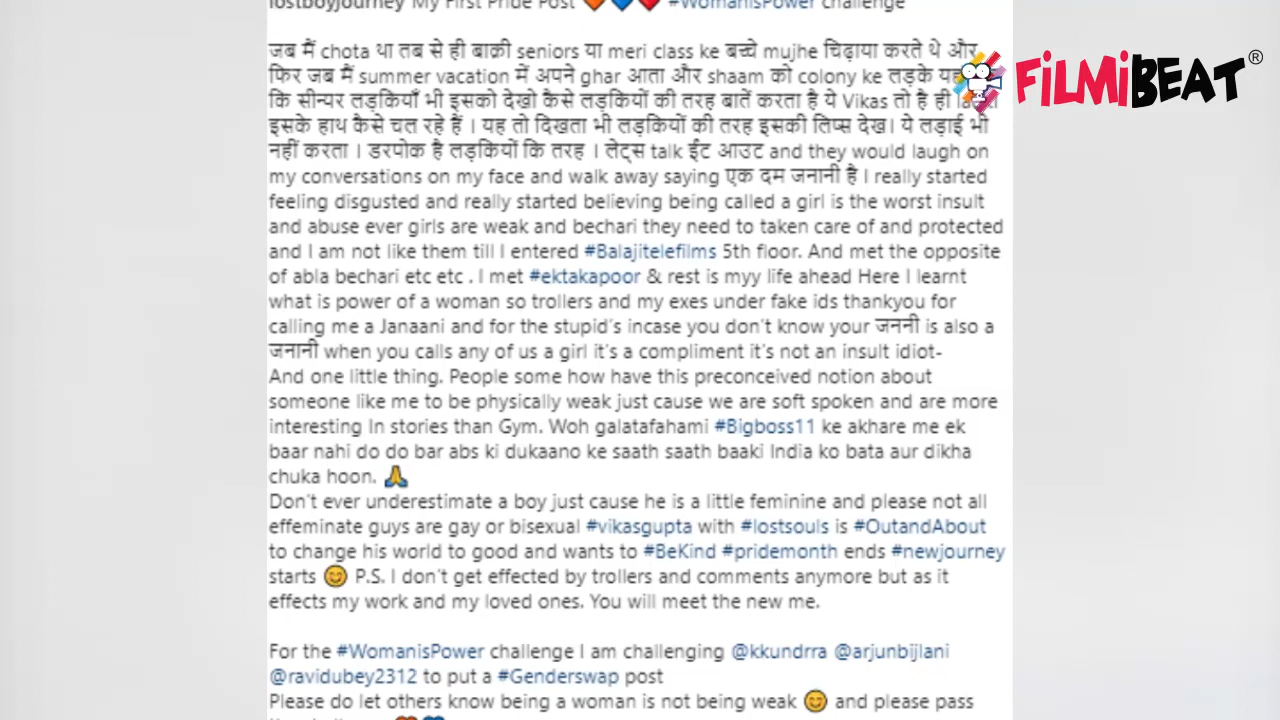 lostboyjourney My First Pride Post 🧡💙❤️ #WomanisPower challenge
FiLMiBEAT®
जब मैं chota था तब से ही बाक़ी seniors या meri class ke बच्चे mujhe चिढ़ाया करते थे और
फिर जब मैं summer vacation में अपने ghar आता और shaam को colony ke लड़के
कि सीन्यर लड़कियाँ भी इसको देखो कैसे लड़कियों की तरह बातें करता है ये Vikas तो है ही
इसके हाथ कैसे चल रहे हैं । यह तो दिखता भी लड़कियों की तरह इसकी लिप्स देख। ये लड़ाई भी
नहीं करता । डरपोक है लड़कियों कि तरह । लेट्स talk ईंट आउट and they would laugh on
my conversations on my face and walk away saying एक दम जनानी है I really started
feeling disgusted and really started believing being called a girl is the worst insult
and abuse ever girls are weak and bechari they need to taken care of and protected
and I am not like them till I entered #Balajitelefilms 5th floor. And met the opposite
of abla bechari etc etc . I met #ektakapoor & rest is myy life ahead Here I learnt
what is power of a woman so trollers and my exes under fake ids thankyou for
calling me a Janaani and for the stupid's incase you don't know your जननी is also a
जनानी when you calls any of us a girl it's a compliment it's not an insult idiot-
And one little thing. People some how have this preconceived notion about
someone like me to be physically weak just cause we are soft spoken and are more
interesting In stories than Gym. Woh galatafahami #Bigboss11 ke akhare me ek
baar nahi do do bar abs ki dukaano ke saath saath baaki India ko bata aur dikha
chuka hoon. 🙏
Don't ever underestimate a boy just cause he is a little feminine and please not all
effeminate guys are gay or bisexual #vikasgupta with #lostsouls is #OutandAbout
to change his world to good and wants to #BeKind #pridemonth ends #newjourney
starts 😊 P.S. I don't get effected by trollers and comments anymore but as it
effects my work and my loved ones. You will meet the new me.
For the #WomanisPower challenge I am challenging @kkundrra @arjunbijlani
@ravidubey2312 to put a #Genderswap post
Please do let others know being a woman is not being weak 😊 and please pass